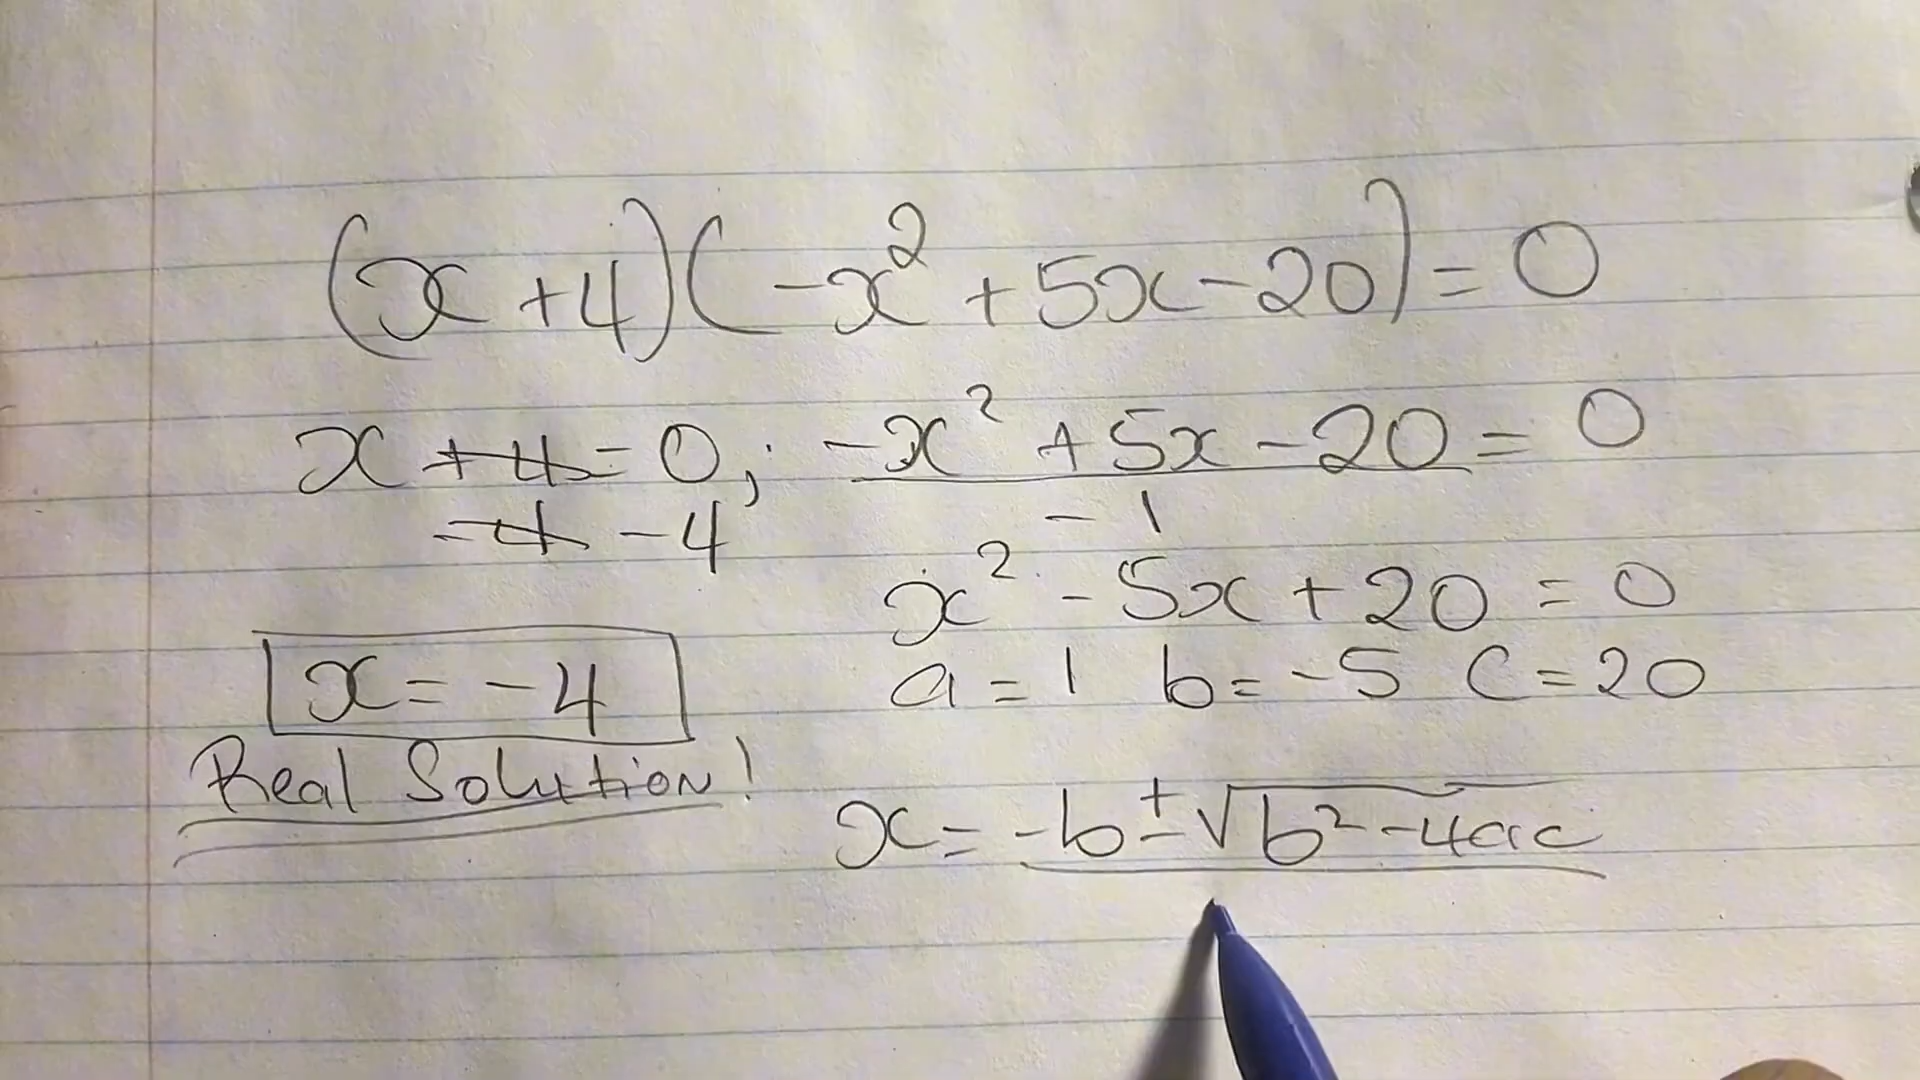 (x+4)(-x²+5x-20)=0
x+4=0; -x²+5x-20=0
-4 -4 -1
x²-5x+20=0
x=-4 a=1 b=-5 c=20
Real Solution!
x=-b±√b²-4ac